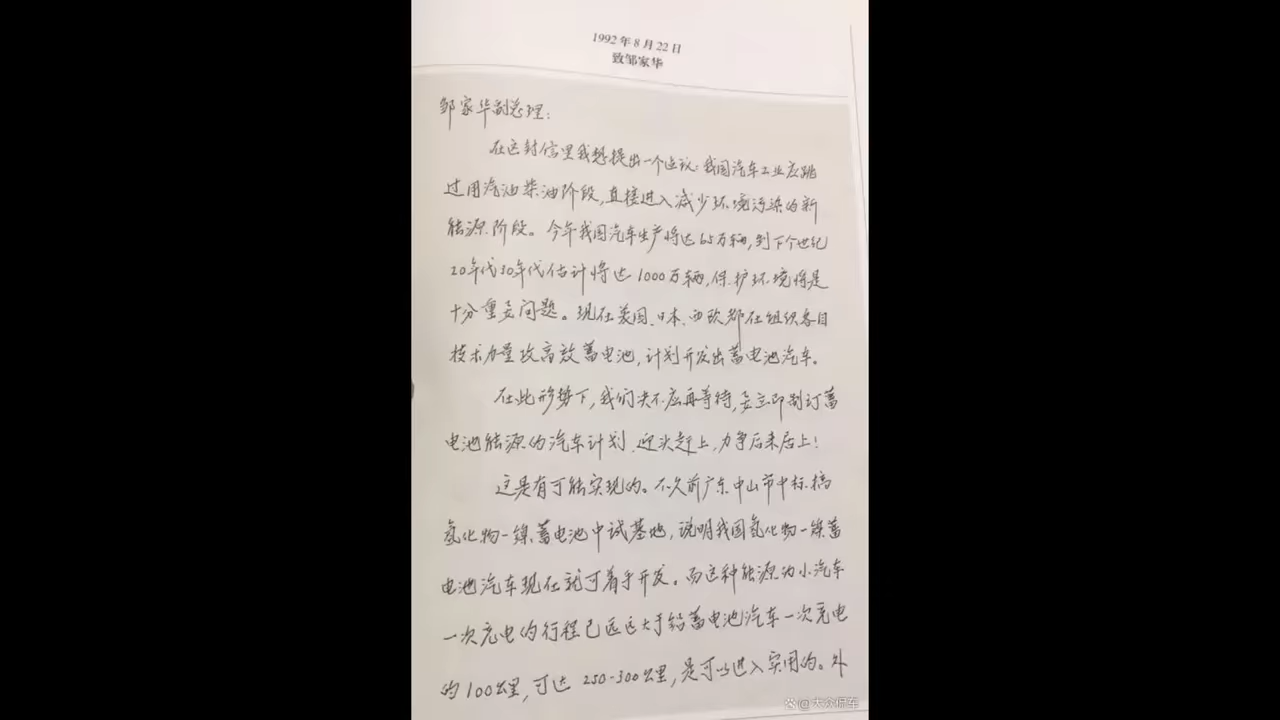 1992年8月22日
致邹家华
邹家华副总理:
在这封信里我想提出一个建议:我国汽车工业应跳
过用汽油柴油阶段,直接进入减少环境污染的新
能源阶段。今年我国汽车生产将达65万辆,到下个世纪
20年代30年代估计将达1000万辆,保护环境将是
十分重要问题。现在美国、日本、西欧都在组织各自
技术力量攻高效蓄电池,计划开发出蓄电池汽车。
在此形势下,我们决不应再等待,要立即制订蓄
电池能源的汽车计划,迎头赶上,力争后来居上!
这是有可能实现的。不久前广东中山市中标搞
氢化物—镍蓄电池中试基地,说明我国氢化物—镍蓄
电池汽车现在就可着手开发。而这种能源为小汽车
一次充电的行程已远远大于铅蓄电池汽车一次充电
的100公里,可达250-300公里,是可以进入实用的。外
@大众侃车